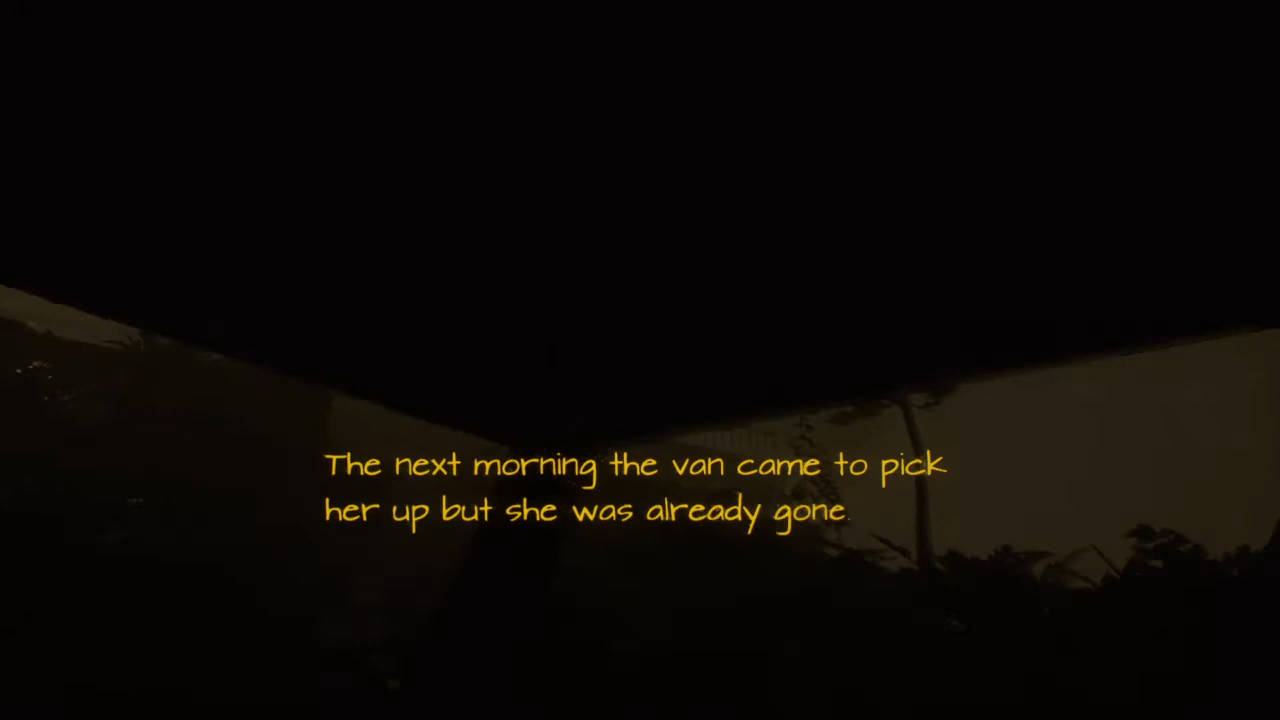 The next morning the van came to pick
her up but she was already gone.